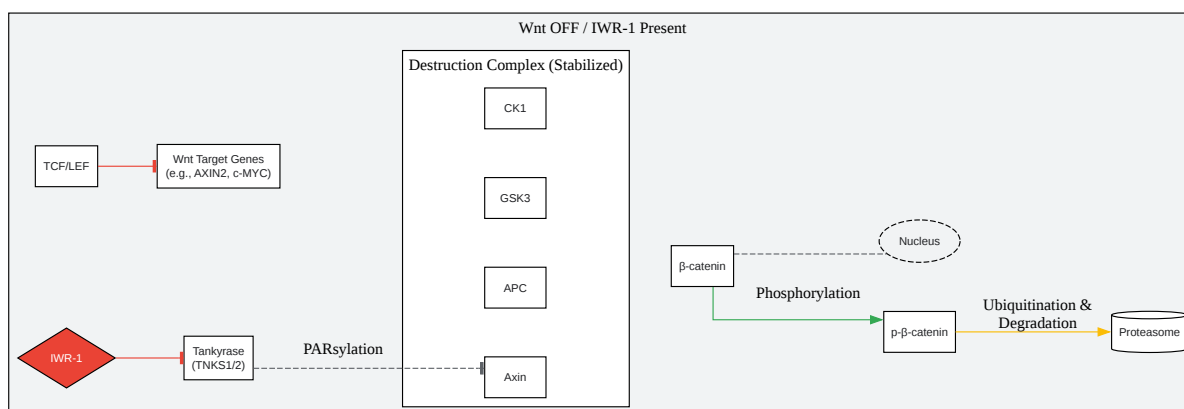 Wnt OFF / IWR-1 Present
Destruction Complex (Stabilized)
CK1
TCF/LEF
Wnt Target Genes
(e.g., AXIN2, c-MYC)
GSK3
Nucleus
β-catenin
APC
Phosphorylation
Ubiquitination &
Degradation
p-β-catenin
Proteasome
IWR-1
Tankyrase
(TNKS1/2)
PARsylation
Axin